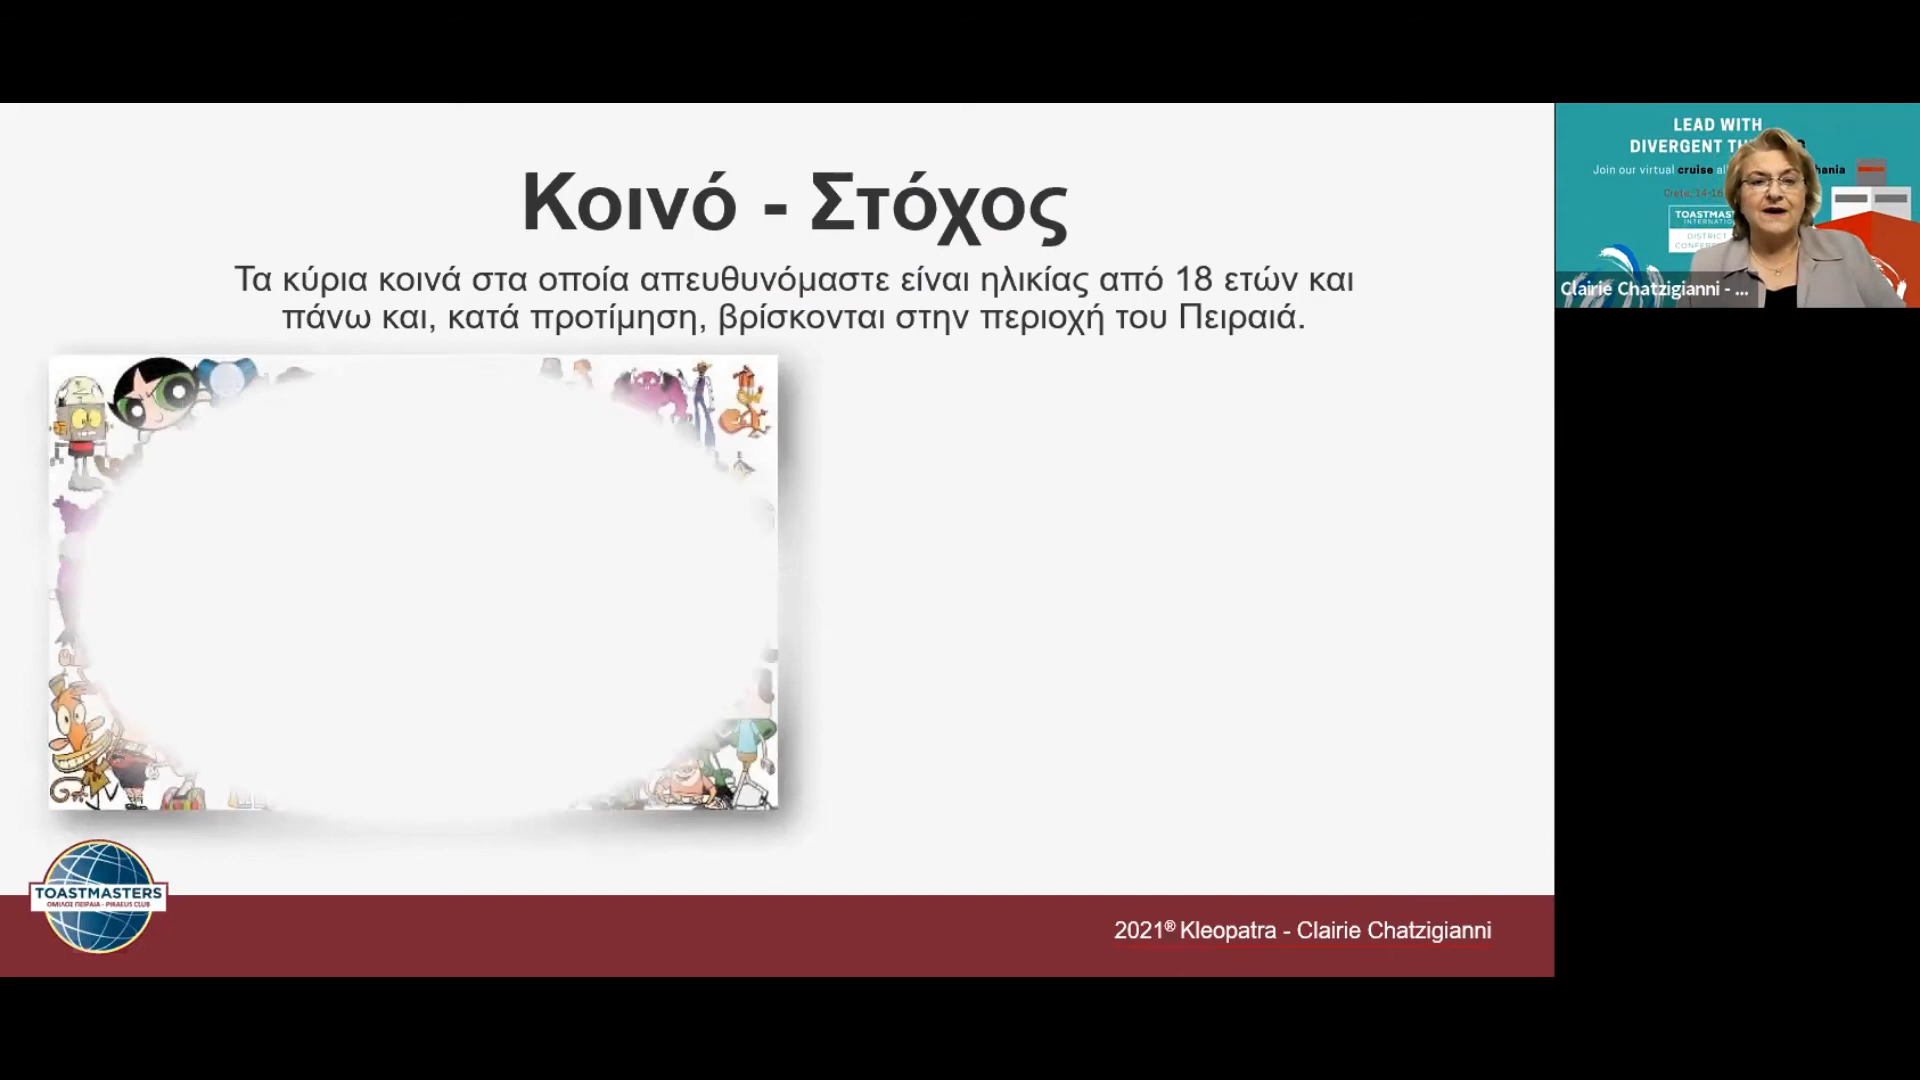 Κοινό - Στόχος
Τα κύρια κοινά στα οποία απευθυνόμαστε είναι ηλικίας από 18 ετών και
πάνω και, κατά προτίμηση, βρίσκονται στην περιοχή του Πειραιά.
TOASTMASTERS
ΟΜΙΛΟΣ ΠΕΙΡΑΙΑ - PIRAEUS CLUB
2021® Kleopatra - Clairie Chatzigianni
LEAD WITH
DIVERGENT
Join our virtual cruise
Crete, 14-16
DISTRICT
Clairie Chatzigianni - ...